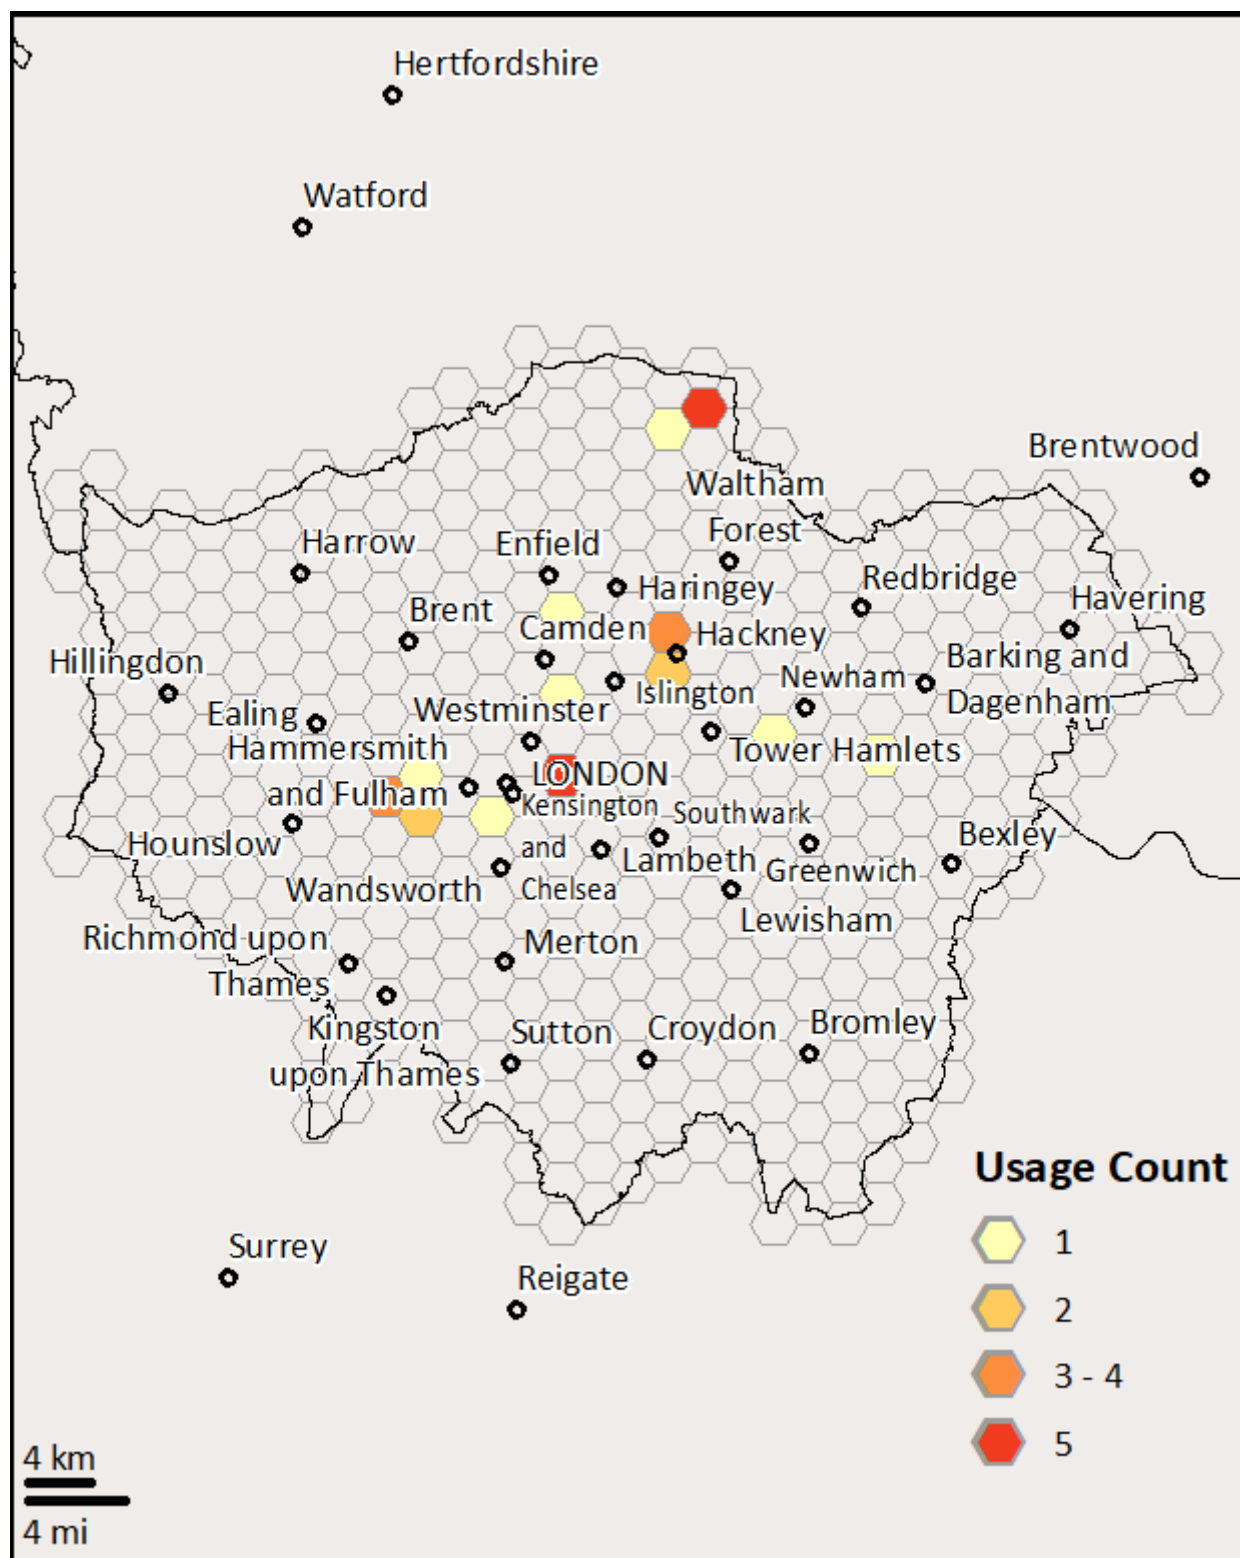 Hertfordshire
Watford
Brentwood
Waltham
Forest
Harrow
Enfield
Redbridge
Haringey
Havering
Brent
Camden
Hackney
Hillingdon
Barking and
Dagenham
Newham
Islington
Ealing
Westminster
Hammersmith
and Fulham
Tower Hamlets
LONDON
Kensington
and
Chelsea
Southwark
Hounslow
Bexley
Lambeth
Greenwich
Wandsworth
Lewisham
Richmond upon
Thames
Merton
Kingston
upon Thames
Sutton
Croydon
Bromley
Usage Count
1
2
3 - 4
5
Surrey
Reigate
4 km
4 mi